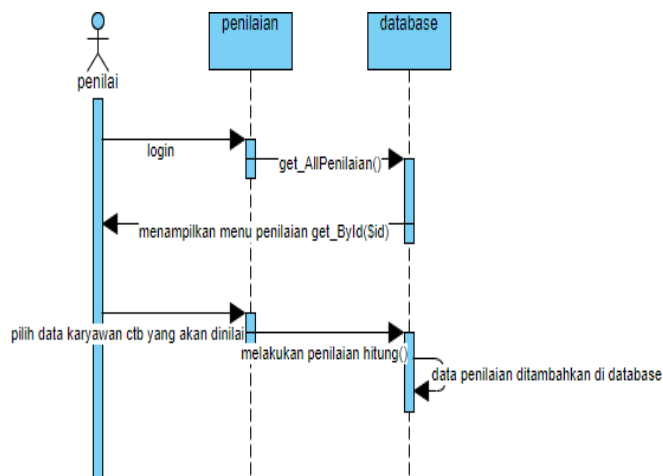 penilaian
database
penilai
login
get_AllPenilaian()
menampilkan menu penilaian get_ById($id)
pilih data karyawan ctb yang akan dinilai
melakukan penilaian hitung()
data penilaian ditambahkan di database